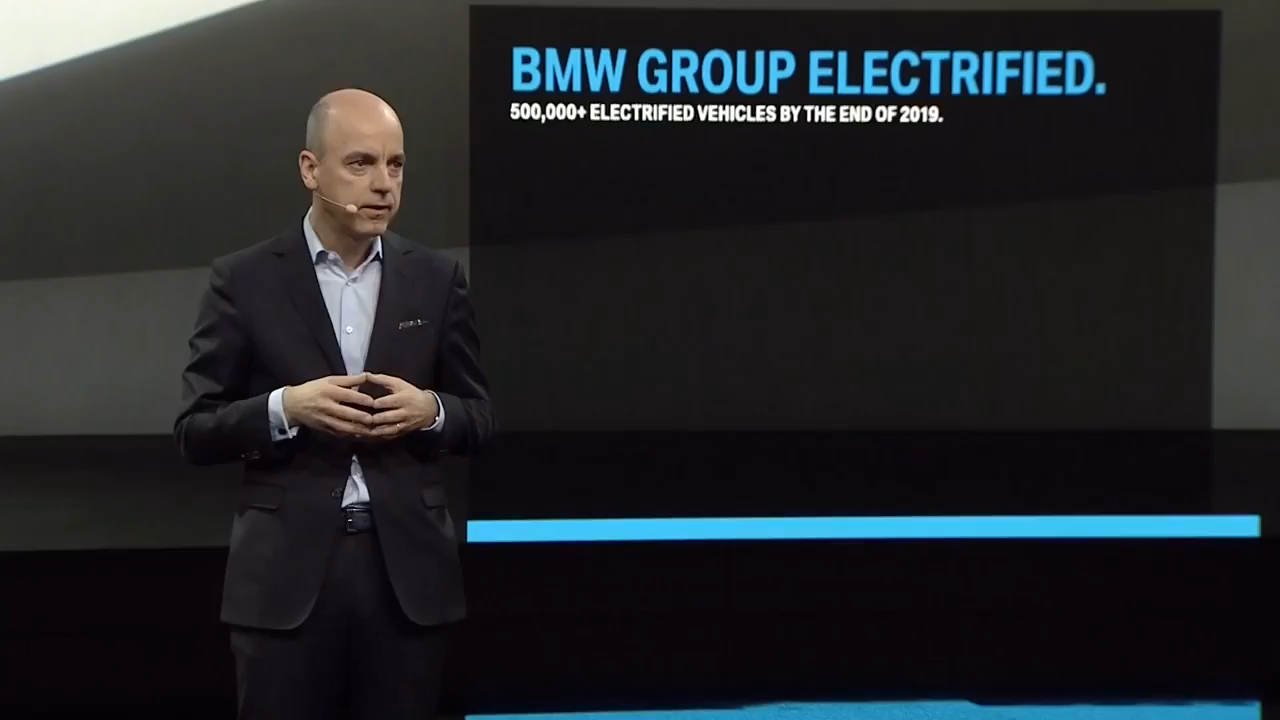 BMW GROUP ELECTRIFIED.
500,000+ ELECTRIFIED VEHICLES BY THE END OF 2019.